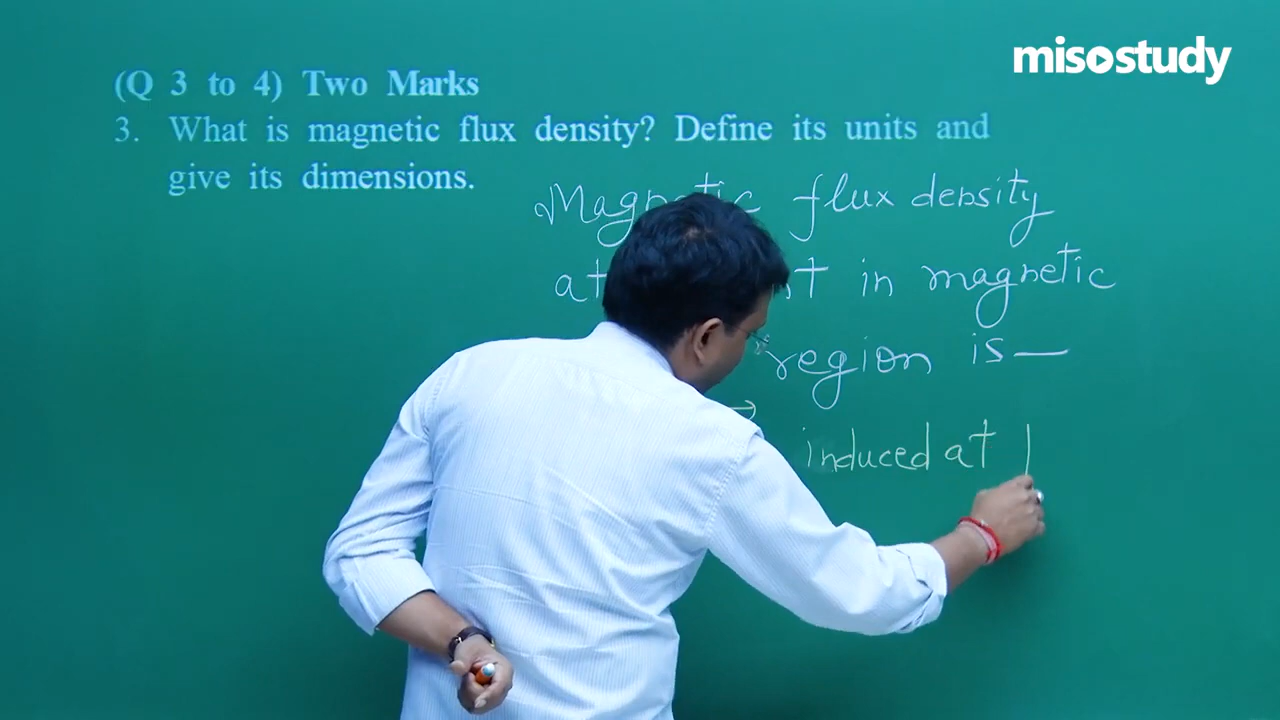 misostudy
(Q 3 to 4) Two Marks
3. What is magnetic flux density? Define its units and
give its dimensions.
flux density
in magnetic
region is—
induced at